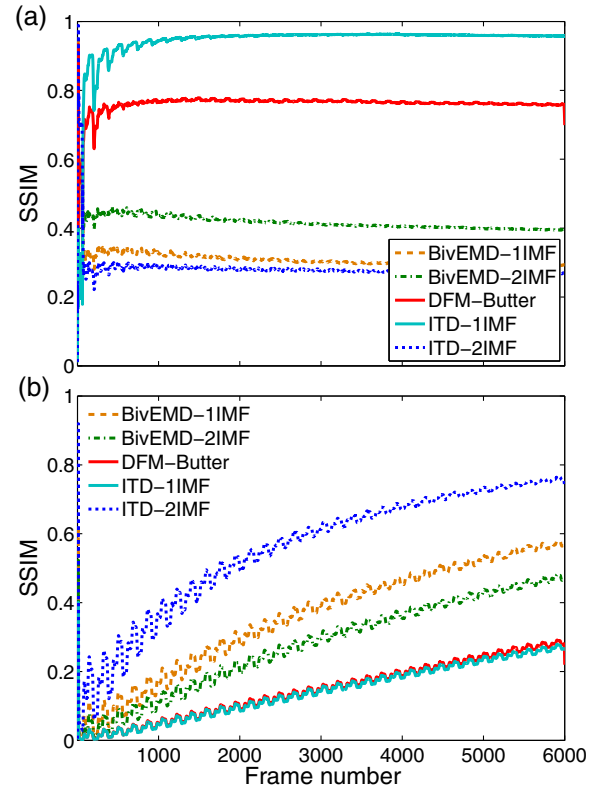 (a)
1
0.8
0.6
0.4
0.2
0
SSIM
BivEMD−1IMF
BivEMD−2IMF
DFM−Butter
ITD−1IMF
ITD−2IMF
(b)
1
0.8
0.6
0.4
0.2
0
SSIM
BivEMD−1IMF
BivEMD−2IMF
DFM−Butter
ITD−1IMF
ITD−2IMF
1000 2000 3000 4000 5000 6000
Frame number